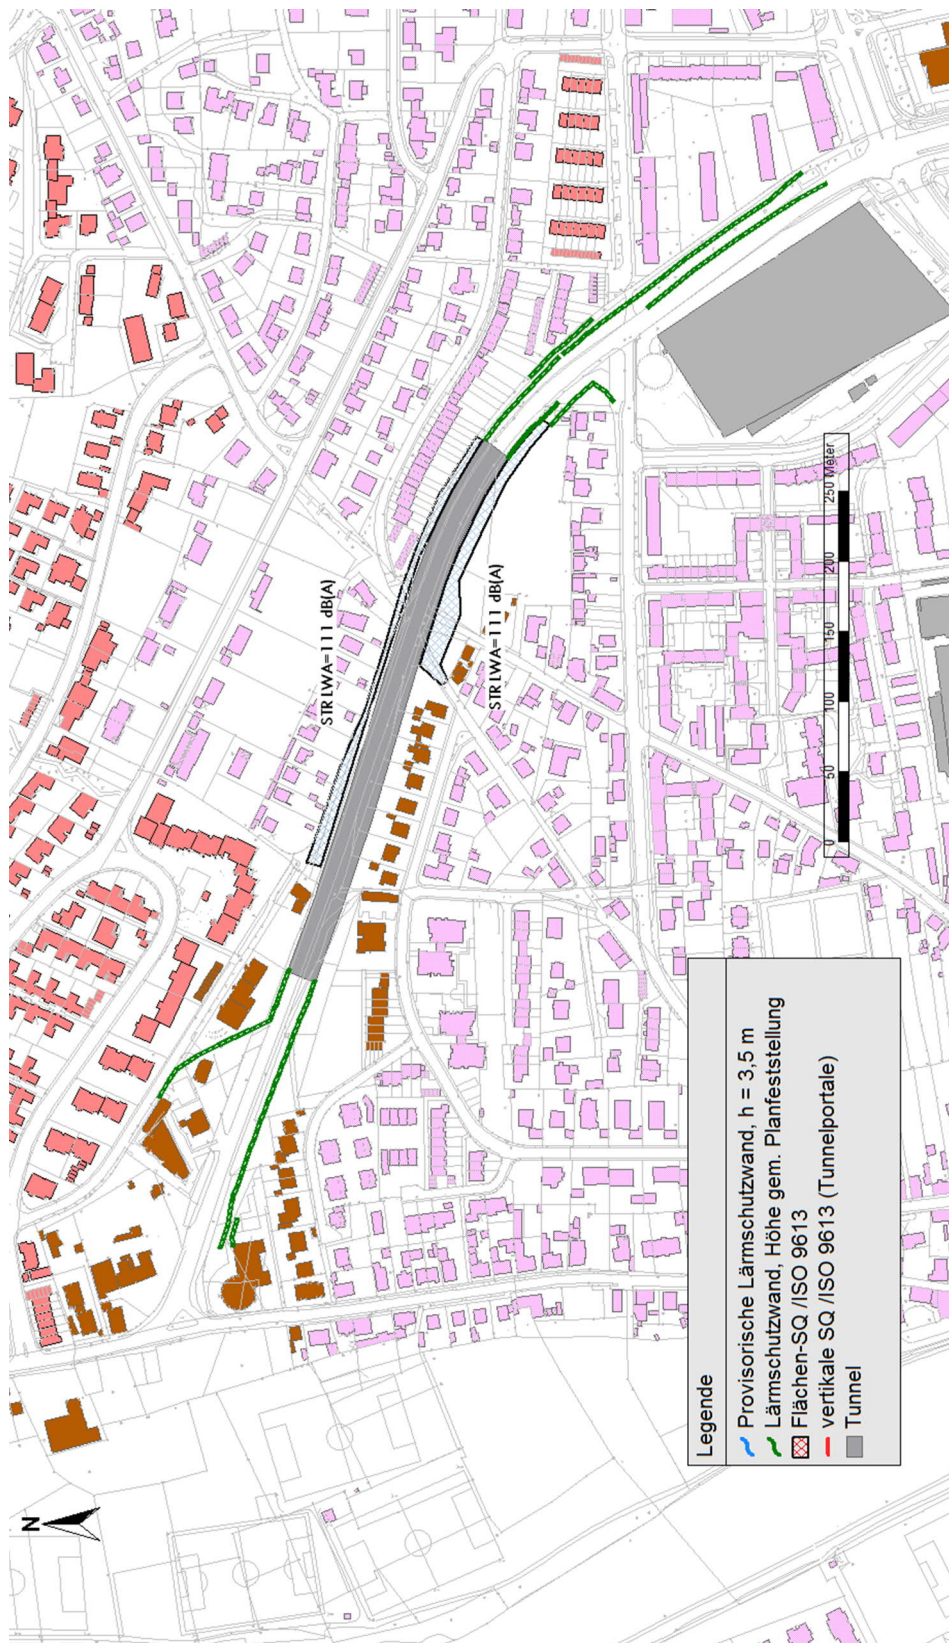 N
STR LWA=111 dB(A)
STR LWA=111 dB(A)
0 50 100 150 200 250 Meter
Legende
Provisorische Lärmschutzwand, h = 3,5 m
Lärmschutzwand, Höhe gem. Planfeststellung
Flächen-SQ /ISO 9613
vertikale SQ /ISO 9613 (Tunnelportale)
Tunnel